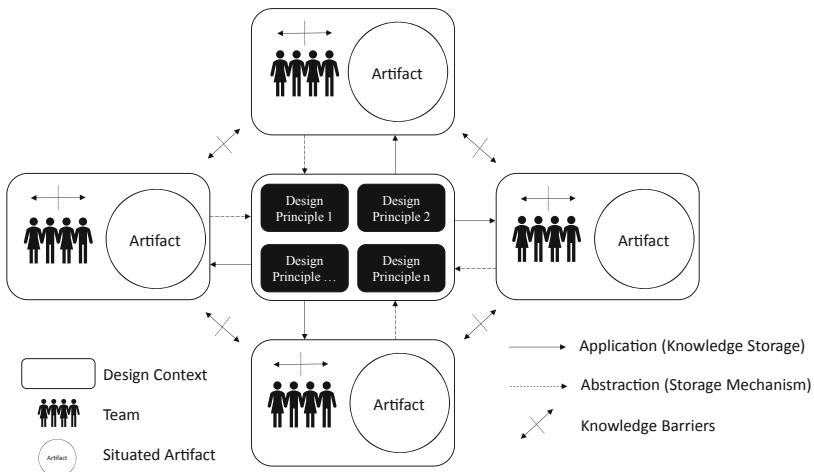 Artifact
Artifact
Design
Principle 1
Design
Principle 2
Design
Principle …
Design
Principle n
Artifact
Artifact
Design Context
Team
Artifact
Situated Artifact
Application (Knowledge Storage)
Abstraction (Storage Mechanism)
Knowledge Barriers